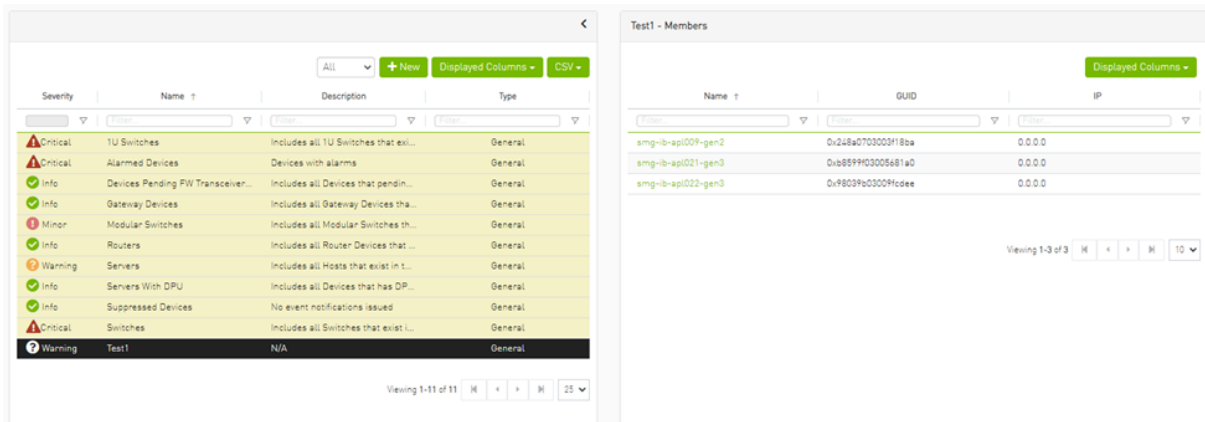 Test1 - Members
All
+ New
Displayed Columns
CSV
Severity Name ↑ Description Type
Filter... Filter... Filter...
Critical 1U Switches Includes all 1U Switches that exi... General
Critical Alarmed Devices Devices with alarms General
Info Devices Pending FW Transceiver... Includes all Devices that pendin... General
Info Gateway Devices Includes all Gateway Devices tha... General
Minor Modular Switches Includes all Modular Switches th... General
Info Routers Includes all Router Devices that ... General
Warning Servers Includes all Hosts that exist in t... General
Info Servers With DPU Includes all Devices that has DP... General
Info Suppressed Devices No event notifications issued General
Critical Switches Includes all Switches that exist i... General
Warning Test1 N/A General
Viewing 1-11 of 11 25
Displayed Columns
Name ↑ GUID IP
Filter... Filter... Filter...
smg-ib-apl009-gen2 0x248a0703003f18ba 0.0.0.0
smg-ib-apl021-gen3 0xb8599f03005681a0 0.0.0.0
smg-ib-apl022-gen3 0x98039b03009fcdee 0.0.0.0
Viewing 1-3 of 3 10